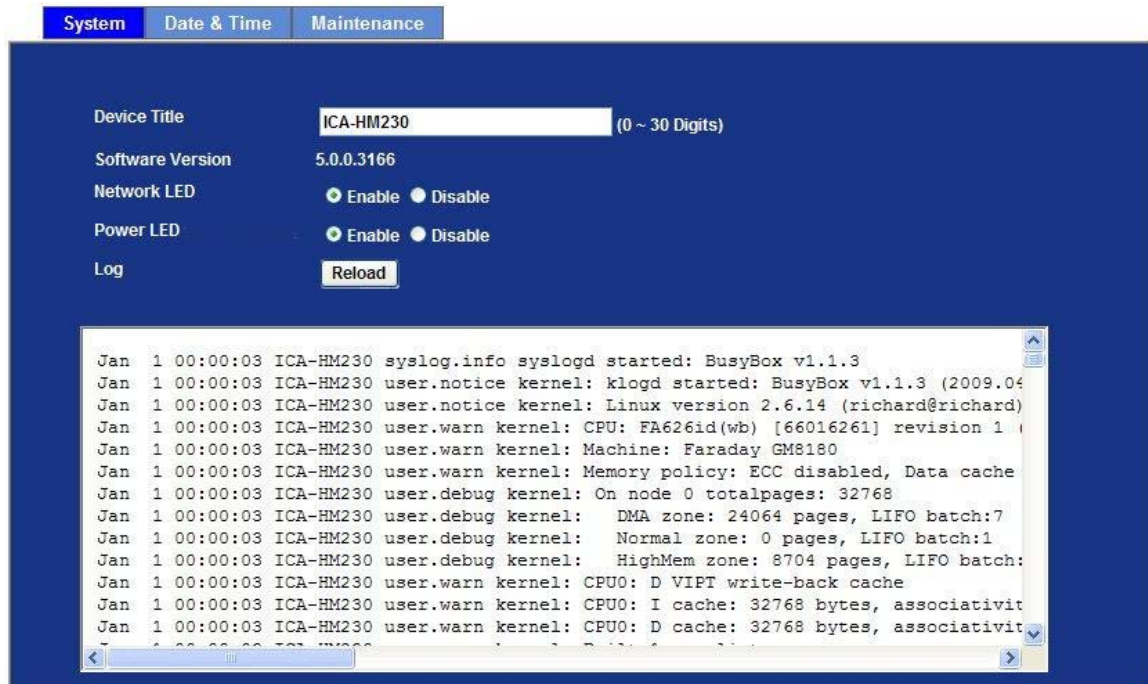 System Date & Time Maintenance
Device Title ICA-HM230 (0 ~ 30 Digits)
Software Version 5.0.0.3166
Network LED Enable Disable
Power LED Enable Disable
Log Reload
Jan 1 00:00:03 ICA-HM230 syslog.info syslogd started: BusyBox v1.1.3
Jan 1 00:00:03 ICA-HM230 user.notice kernel: klogd started: BusyBox v1.1.3 (2009.04
Jan 1 00:00:03 ICA-HM230 user.notice kernel: Linux version 2.6.14 (richard@richard)
Jan 1 00:00:03 ICA-HM230 user.warn kernel: CPU: FA626id(wb) [66016261] revision 1 (
Jan 1 00:00:03 ICA-HM230 user.warn kernel: Machine: Faraday GM8180
Jan 1 00:00:03 ICA-HM230 user.warn kernel: Memory policy: ECC disabled, Data cache
Jan 1 00:00:03 ICA-HM230 user.debug kernel: On node 0 totalpages: 32768
Jan 1 00:00:03 ICA-HM230 user.debug kernel: DMA zone: 24064 pages, LIFO batch:7
Jan 1 00:00:03 ICA-HM230 user.debug kernel: Normal zone: 0 pages, LIFO batch:1
Jan 1 00:00:03 ICA-HM230 user.debug kernel: HighMem zone: 8704 pages, LIFO batch:
Jan 1 00:00:03 ICA-HM230 user.warn kernel: CPU0: D VIPT write-back cache
Jan 1 00:00:03 ICA-HM230 user.warn kernel: CPU0: I cache: 32768 bytes, associativit
Jan 1 00:00:03 ICA-HM230 user.warn kernel: CPU0: D cache: 32768 bytes, associativit